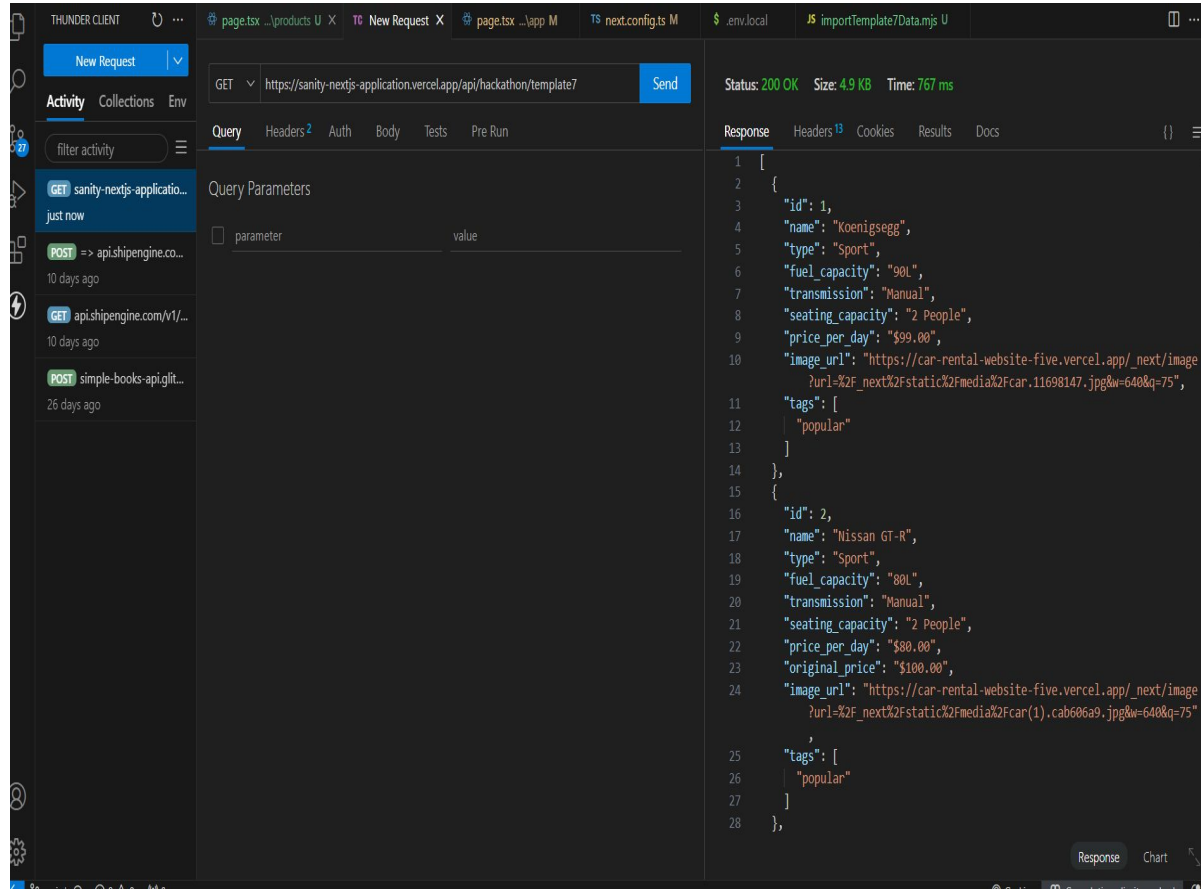 THUNDER CLIENT
page.tsx ...\products U
TC New Request
page.tsx ...\app M
TS next.config.ts M
$ .env.local
JS importTemplate7Data.mjs U
New Request
Activity Collections Env
filter activity
27
GET sanity-nextjs-applicatio...
just now
POST => api.shipengine.co...
10 days ago
GET api.shipengine.com/v1/...
10 days ago
POST simple-books-api.glit...
26 days ago
GET https://sanity-nextjs-application.vercel.app/api/hackathon/template7 Send
Query Headers 2 Auth Body Tests Pre Run
Query Parameters
parameter value
Status: 200 OK Size: 4.9 KB Time: 767 ms
Response Headers 13 Cookies Results Docs {}
1 [
2 {
3 "id": 1,
4 "name": "Koenigsegg",
5 "type": "Sport",
6 "fuel_capacity": "90L",
7 "transmission": "Manual",
8 "seating_capacity": "2 People",
9 "price_per_day": "$99.00",
10 "image_url": "https://car-rental-website-five.vercel.app/_next/image
?url=%2F_next%2Fstatic%2Fmedia%2Fcar.11698147.jpg&w=640&q=75",
11 "tags": [
12 "popular"
13 ]
14 },
15 {
16 "id": 2,
17 "name": "Nissan GT-R",
18 "type": "Sport",
19 "fuel_capacity": "80L",
20 "transmission": "Manual",
21 "seating_capacity": "2 People",
22 "price_per_day": "$80.00",
23 "original_price": "$100.00",
24 "image_url": "https://car-rental-website-five.vercel.app/_next/image
?url=%2F_next%2Fstatic%2Fmedia%2Fcar(1).cab606a9.jpg&w=640&q=75"
,
25 "tags": [
26 "popular"
27 ]
28 },
Response Chart